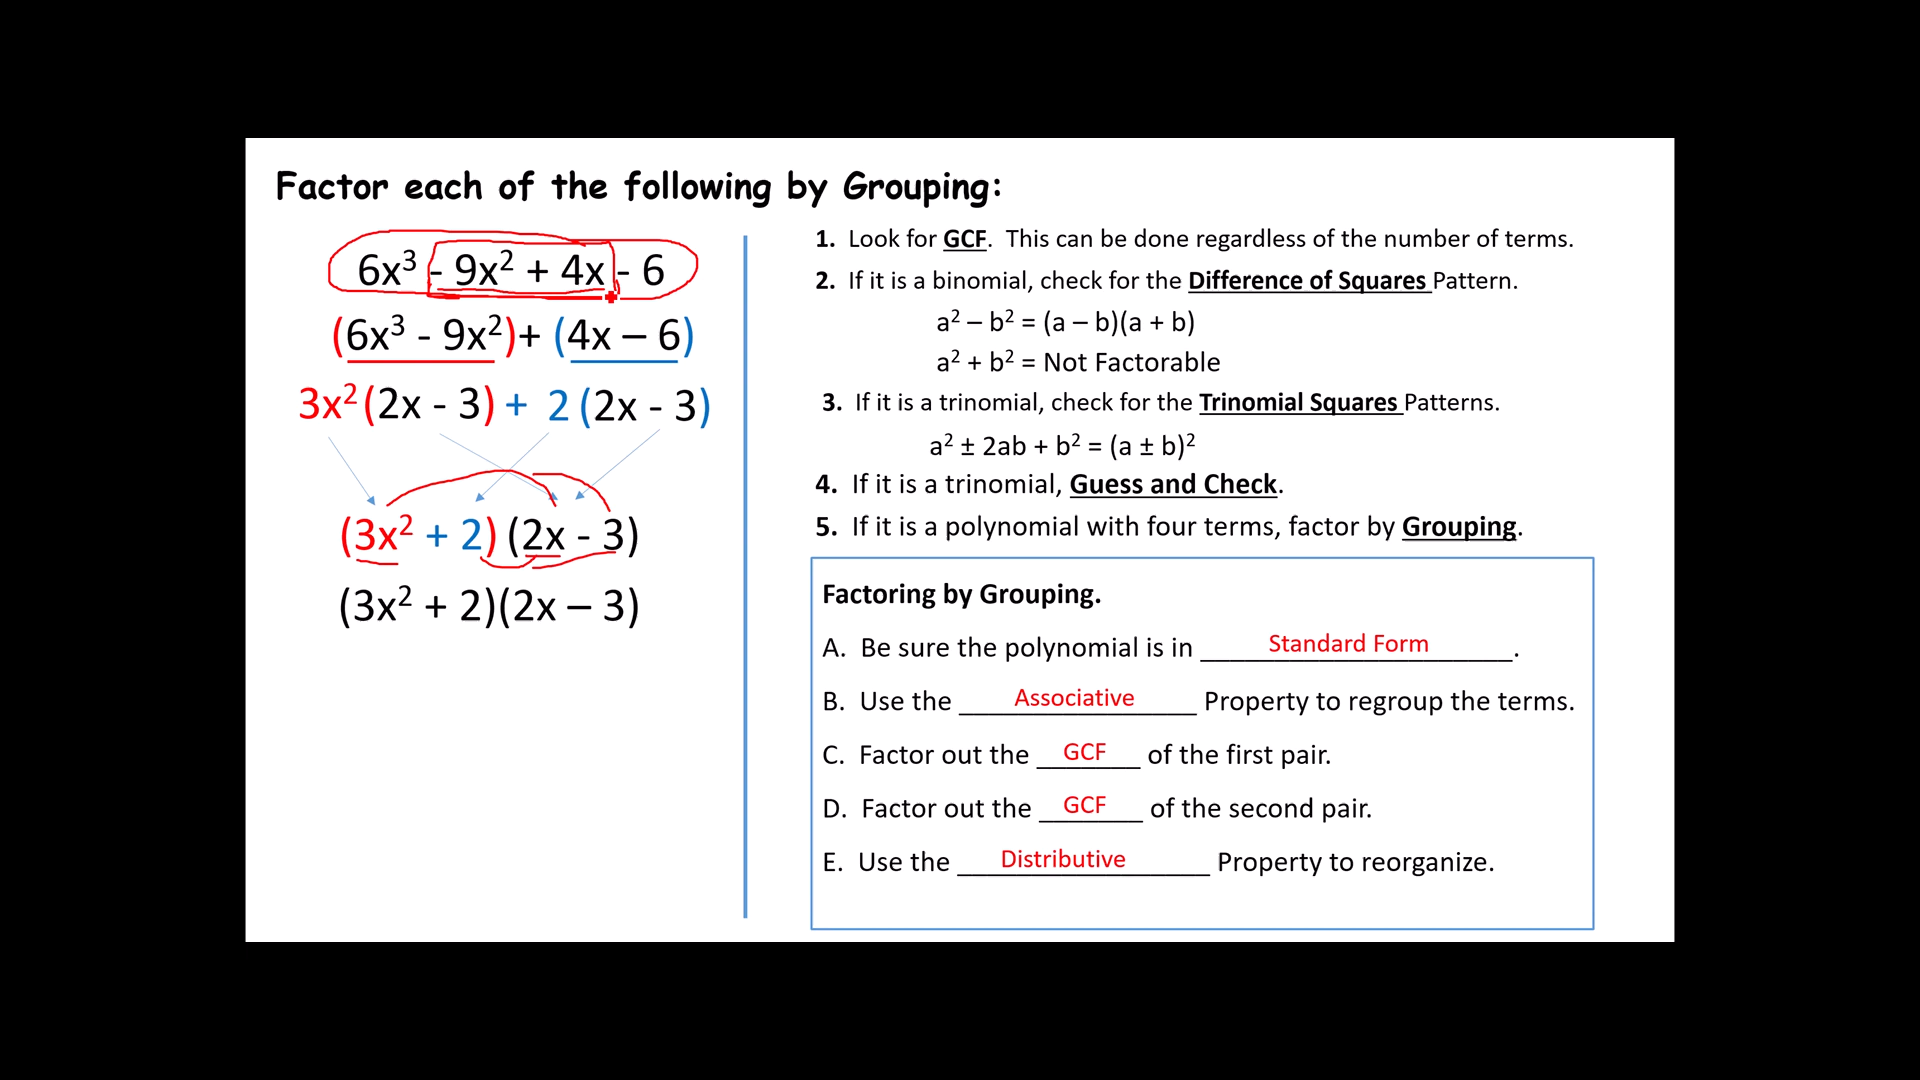 Factor each of the following by Grouping:
6x³ - 9x² + 4x - 6
(6x³ - 9x²)+ (4x – 6)
3x²(2x - 3) + 2(2x - 3)
(3x² + 2)(2x - 3)
(3x² + 2)(2x – 3)
1. Look for GCF. This can be done regardless of the number of terms.
2. If it is a binomial, check for the Difference of Squares Pattern.
a² – b² = (a – b)(a + b)
a² + b² = Not Factorable
3. If it is a trinomial, check for the Trinomial Squares Patterns.
a² ± 2ab + b² = (a ± b)²
4. If it is a trinomial, Guess and Check.
5. If it is a polynomial with four terms, factor by Grouping.
Factoring by Grouping.
A. Be sure the polynomial is in Standard Form.
B. Use the Associative Property to regroup the terms.
C. Factor out the GCF of the first pair.
D. Factor out the GCF of the second pair.
E. Use the Distributive Property to reorganize.